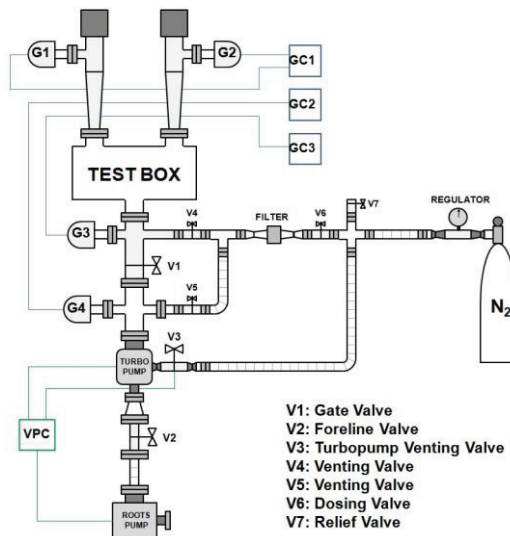 G1
G2
GC1
GC2
GC3
TEST BOX
G3
V4
FILTER
V6
V7
REGULATOR
V1
G4
V5
N2
V3
TURBO
PUMP
VPC
V2
ROOTS
PUMP
V1: Gate Valve
V2: Foreline Valve
V3: Turbopump Venting Valve
V4: Venting Valve
V5: Venting Valve
V6: Dosing Valve
V7: Relief Valve